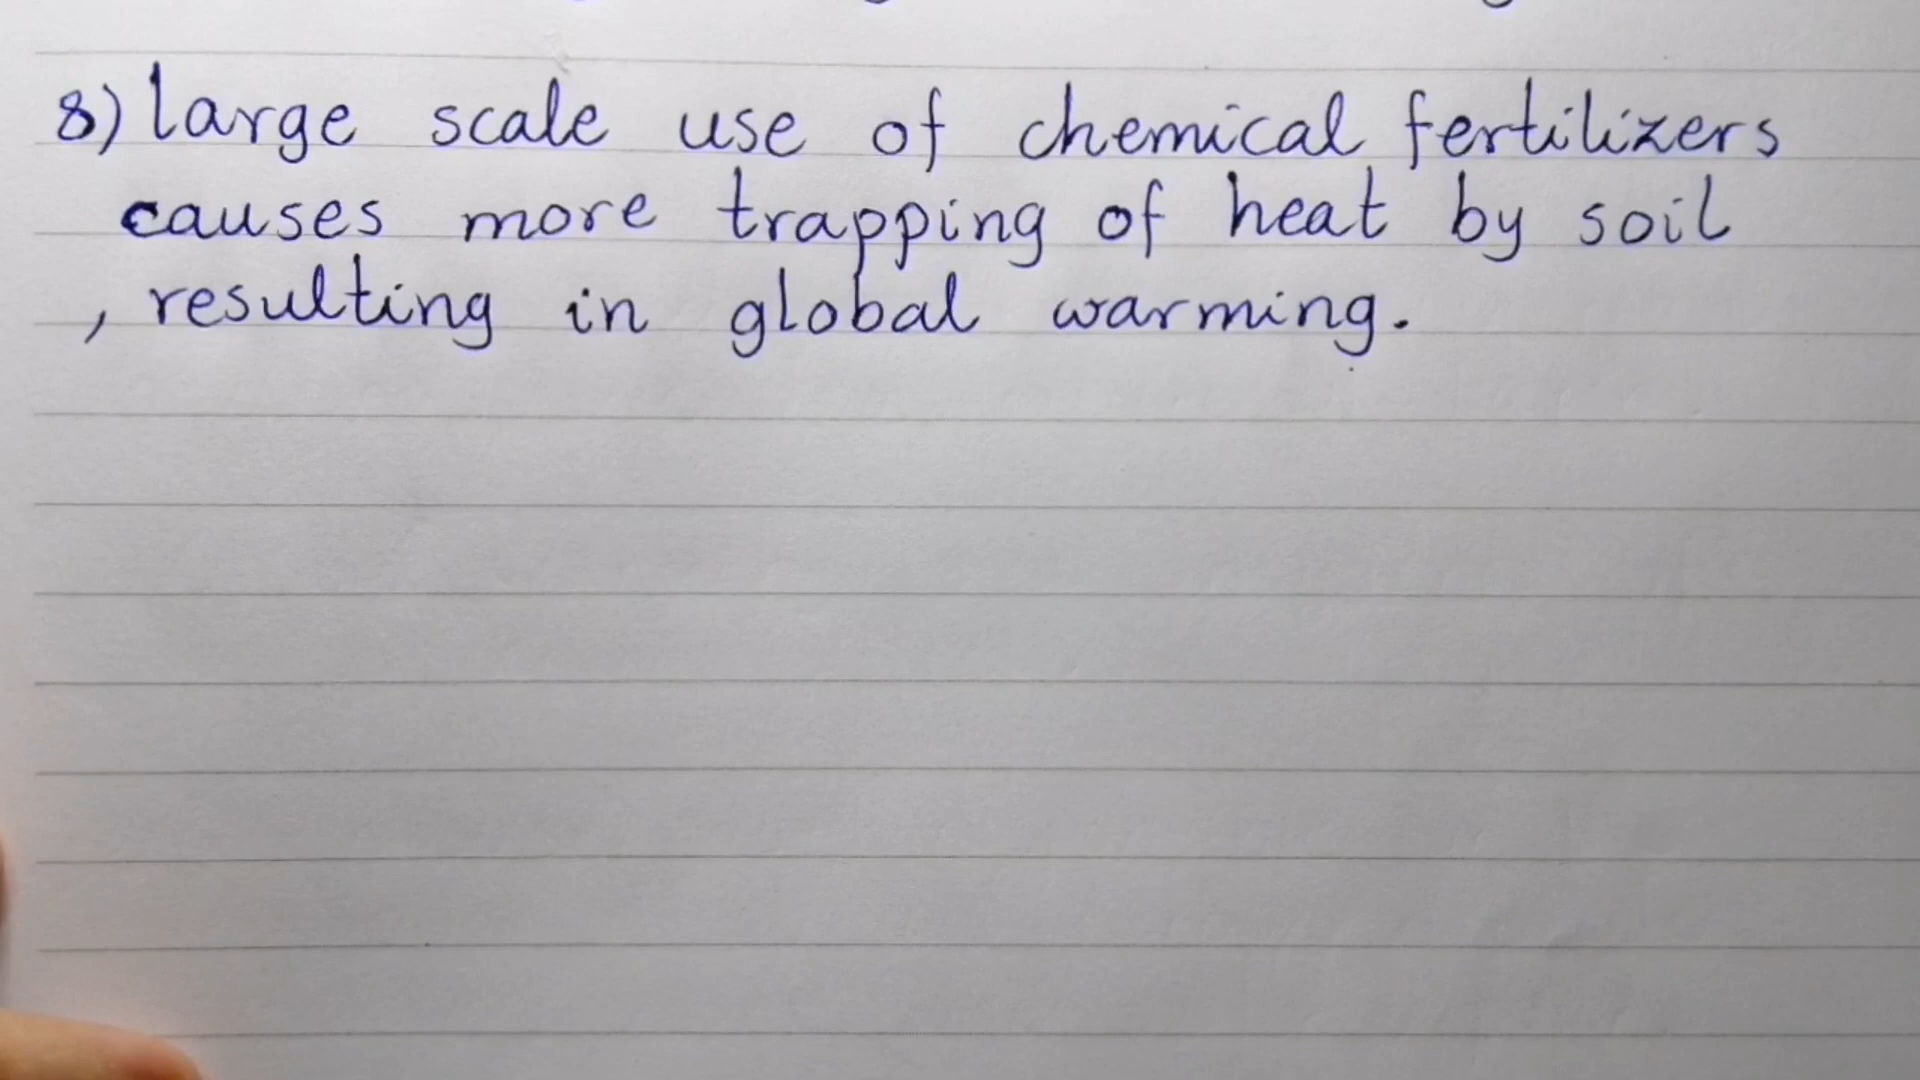 8) large scale use of chemical fertilizers
causes more trapping of heat by soil
, resulting in global warming.